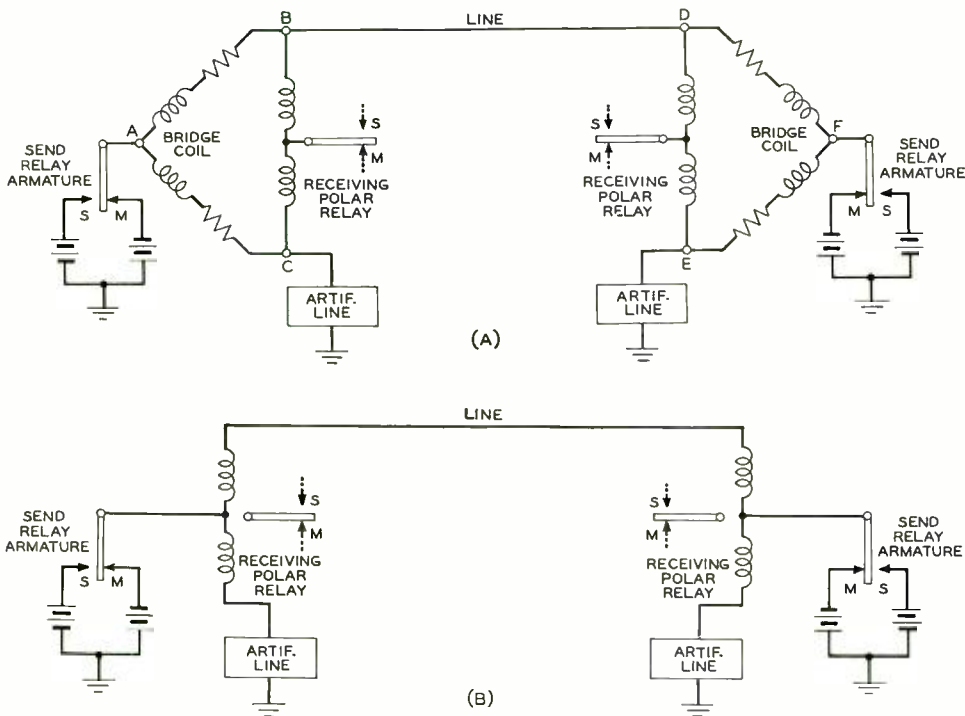 B
LINE
D
A
BRIDGE
COIL
S
M
SEND
RELAY
ARMATURE
S
M
RECEIVING
POLAR
RELAY
C
ARTIF.
LINE
S
M
RECEIVING
POLAR
RELAY
BRIDGE
COIL
F
SEND
RELAY
ARMATURE
M
S
E
ARTIF.
LINE
(A)
LINE
SEND
RELAY
ARMATURE
S
M
S
M
RECEIVING
POLAR
RELAY
ARTIF.
LINE
S
M
RECEIVING
POLAR
RELAY
SEND
RELAY
ARMATURE
M
S
ARTIF.
LINE
(B)